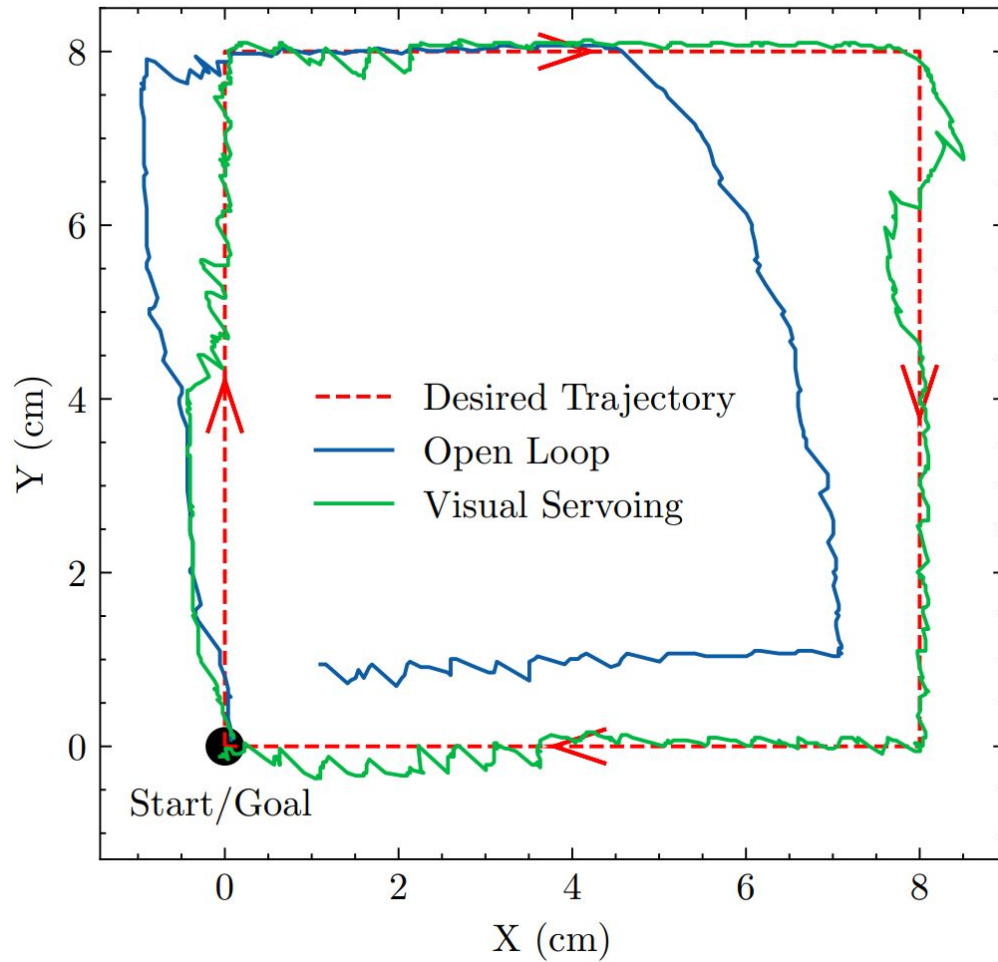 8
6
4
2
0
Y (cm)
Desired Trajectory
Open Loop
Visual Servoing
Start/Goal
0 2 4 6 8
X (cm)